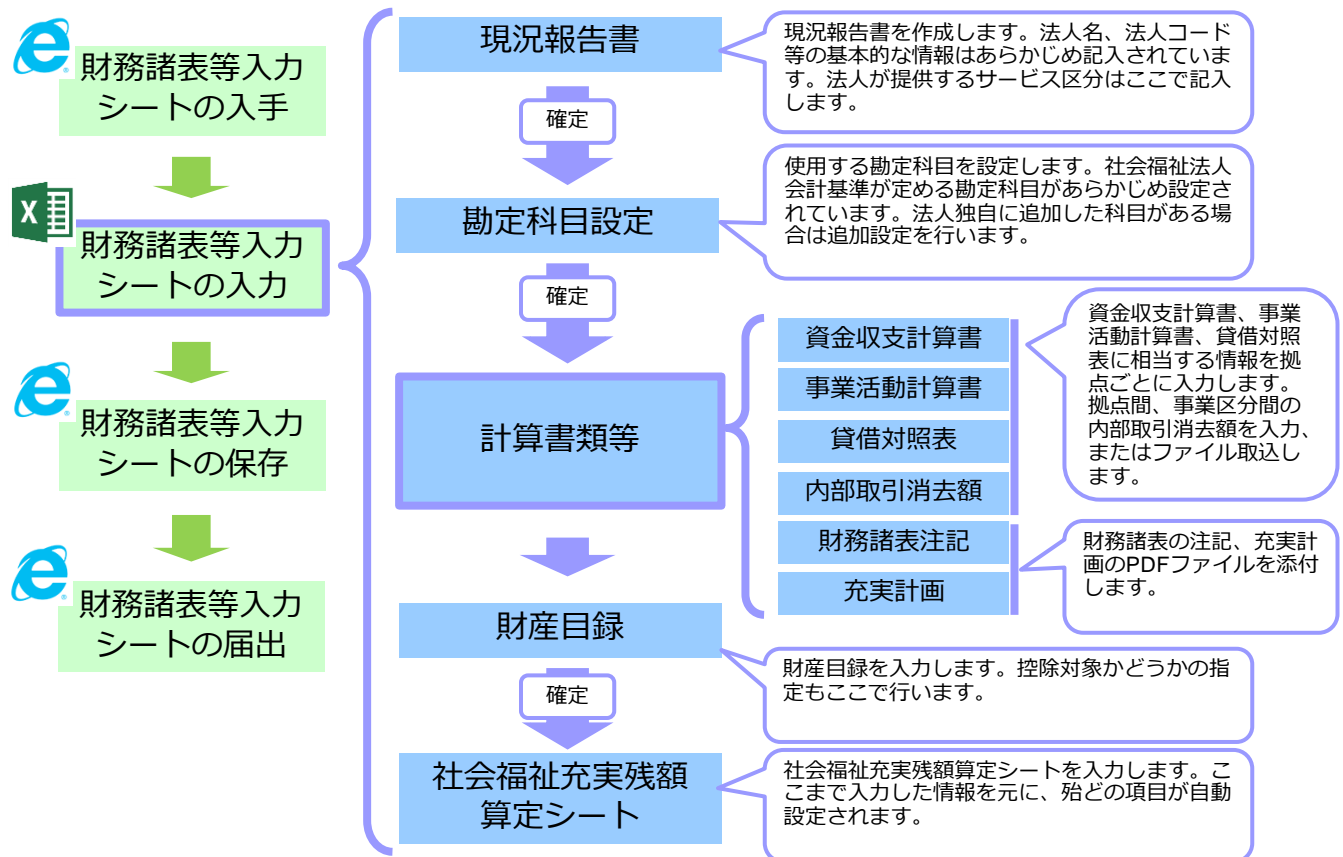 財務諸表等入力
シートの入手
財務諸表等入力
シートの入力
財務諸表等入力
シートの保存
財務諸表等入力
シートの届出
現況報告書
確定
勘定科目設定
確定
計算書類等
財産目録
確定
社会福祉充実残額
算定シート
資金収支計算書
事業活動計算書
貸借対照表
内部取引消去額
財務諸表注記
充実計画
現況報告書を作成します。法人名、法人コード
等の基本的な情報はあらかじめ記入されていま
す。法人が提供するサービス区分はここで記入
します。
使用する勘定科目を設定します。社会福祉法人
会計基準が定める勘定科目があらかじめ設定さ
れています。法人独自に追加した科目がある場
合は追加設定を行います。
資金収支計算書、事業
活動計算書、貸借対照
表に相当する情報を拠
点ごとに入力します。
拠点間、事業区分間の
内部取引消去額を入力、
またはファイル取込し
ます。
財務諸表の注記、充実計
画のPDFファイルを添付
します。
財産目録を入力します。控除対象かどうかの指
定もここで行います。
社会福祉充実残額算定シートを入力します。こ
こまで入力した情報を元に、殆どの項目が自動
設定されます。